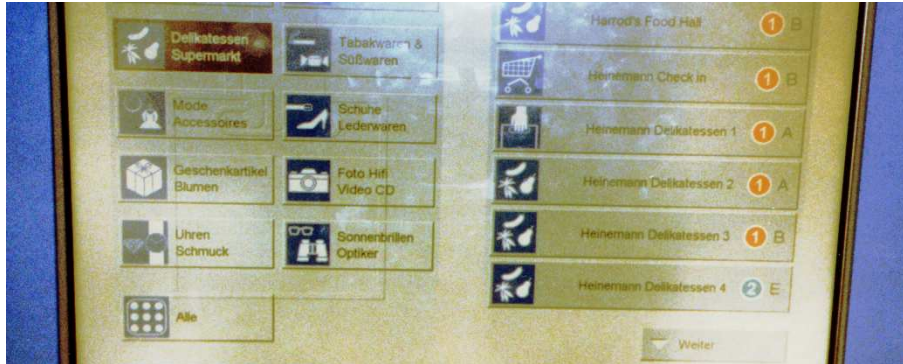 Delikatessen
Supermarkt
Tabakwaren &
Süßwaren
Mode
Accessoires
Schuhe
Lederwaren
Geschenkartikel
Blumen
Foto Hifi
Video CD
Uhren
Schmuck
Sonnenbrillen
Optiker
Alle
Harrod's Food Hall 1 B
Heinemann Check in 1 B
Heinemann Delikatessen 1 1 A
Heinemann Delikatessen 2 1 A
Heinemann Delikatessen 3 1 B
Heinemann Delikatessen 4 2 E
Weiter